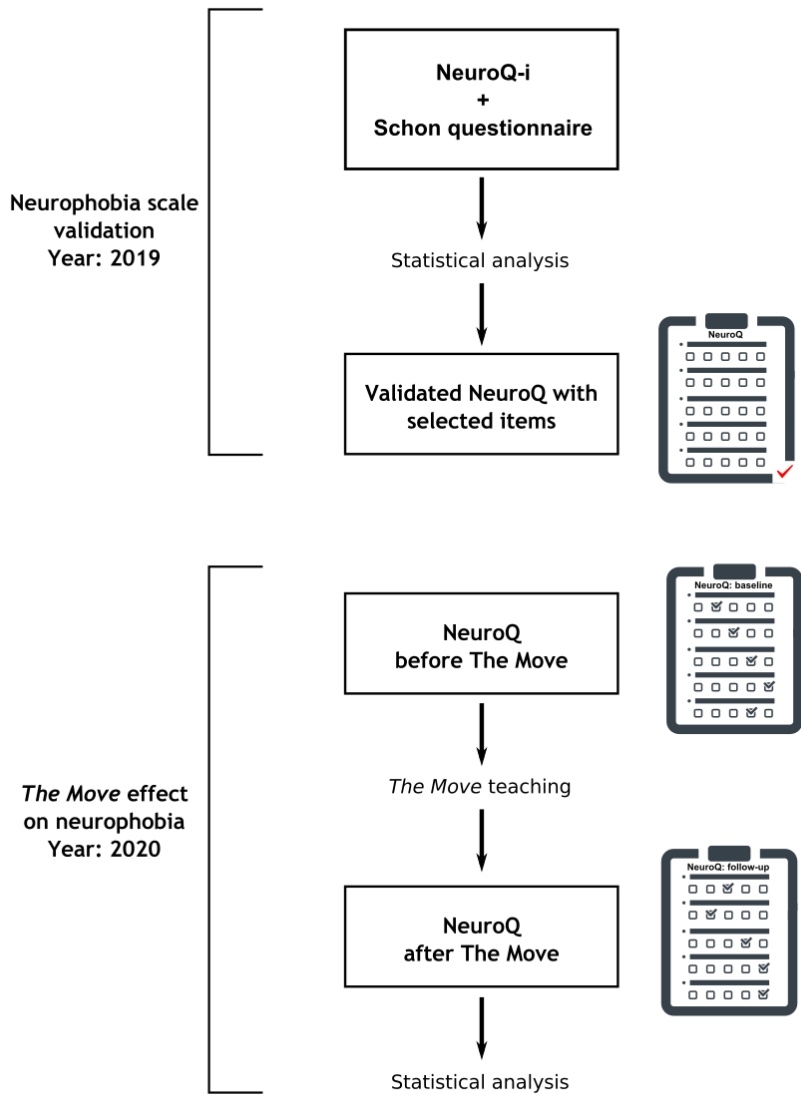 NeuroQ-i
+
Schon questionnaire
Neurophobia scale
validation
Year: 2019
Statistical analysis
Validated NeuroQ with
selected items
NeuroQ
NeuroQ
before The Move
NeuroQ: baseline
The Move teaching
The Move effect
on neurophobia
Year: 2020
NeuroQ
after The Move
NeuroQ: follow-up
Statistical analysis